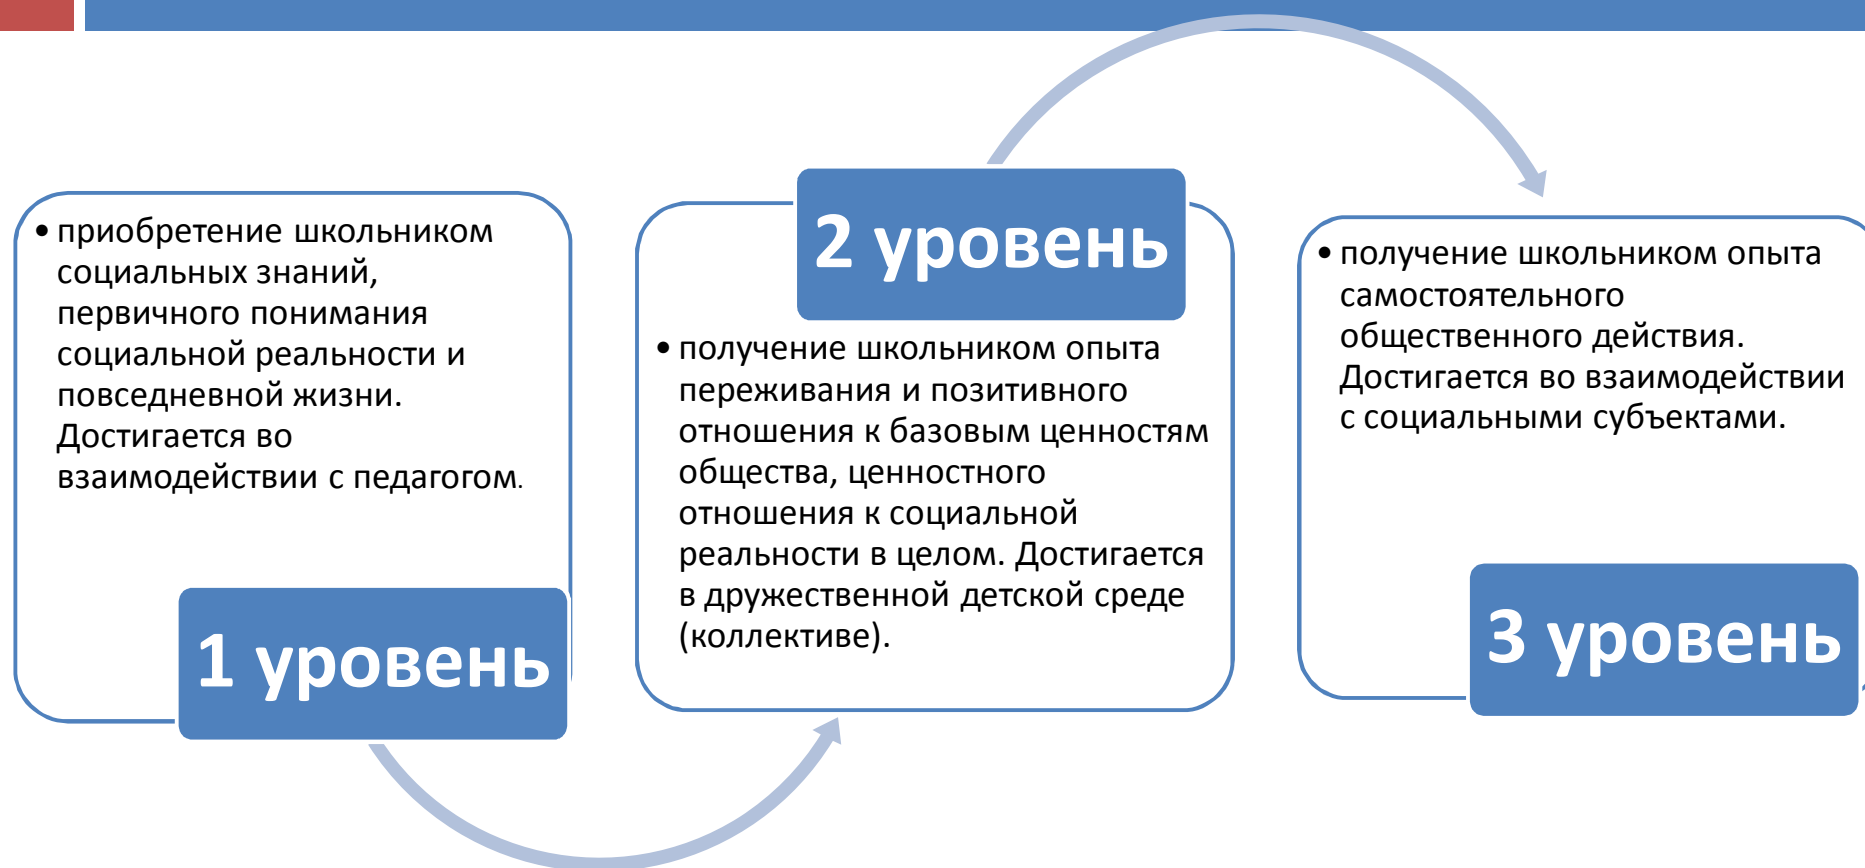 • приобретение школьником
социальных знаний,
первичного понимания
социальной реальности и
повседневной жизни.
Достигается во
взаимодействии с педагогом.
1 уровень
2 уровень
• получение школьником опыта
переживания и позитивного
отношения к базовым ценностям
общества, ценностного
отношения к социальной
реальности в целом. Достигается
в дружественной детской среде
(коллективе).
• получение школьником опыта
самостоятельного
общественного действия.
Достигается во взаимодействии
с социальными субъектами.
3 уровень